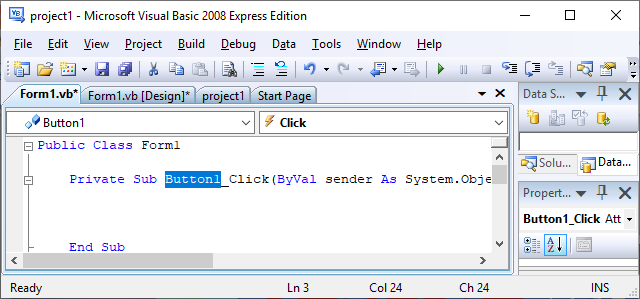 project1 - Microsoft Visual Basic 2008 Express Edition
File Edit View Project Build Debug Data Tools Window Help
Form1.vb* Form1.vb [Design]* project1 Start Page
Data S...
Button1 Click
Public Class Form1
Solu... Data...
Private Sub Button1_Click(ByVal sender As System.Obje
Propert...
Button1_Click Att
End Sub
Ready Ln 3 Col 24 Ch 24 INS